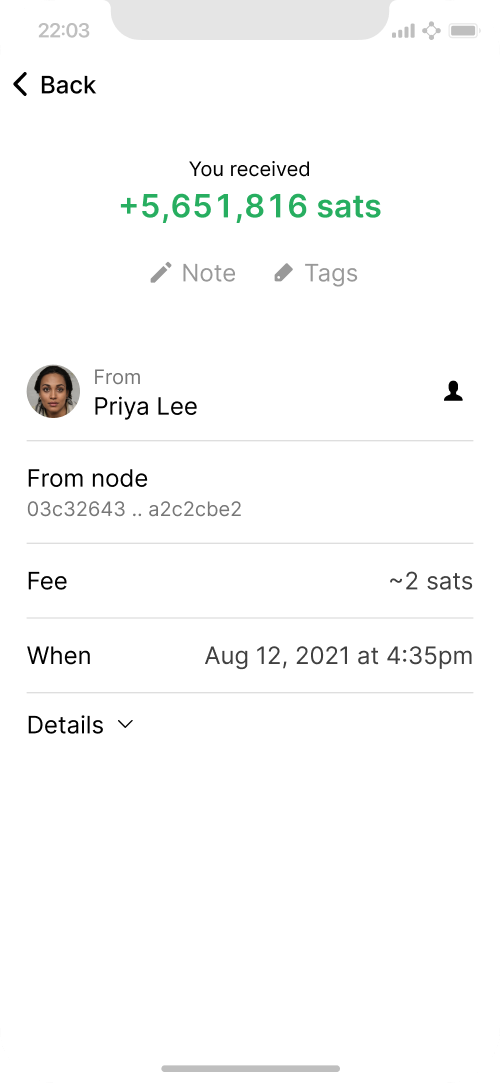 22:03
Back
You received
+5,651,816 sats
Note Tags
From
Priya Lee
From node
03c32643 .. a2c2cbe2
Fee ~2 sats
When Aug 12, 2021 at 4:35pm
Details